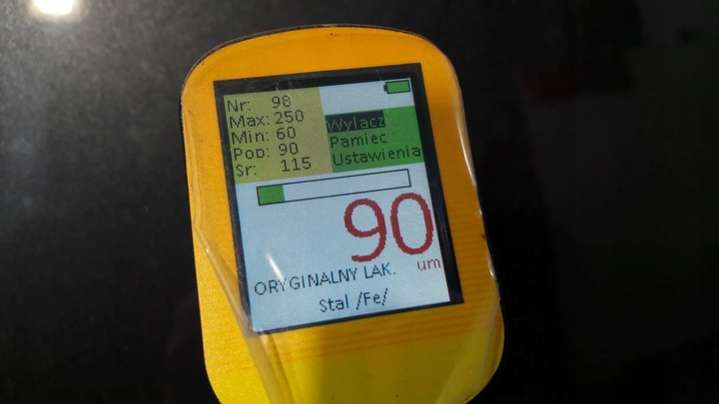 Nr: 98
Max: 250
Min: 60
Pop: 90
Sr: 115
Wylacz
Pamiec
Ustawienia
90
um
ORYGINALNY LAK.
Stal /Fe/